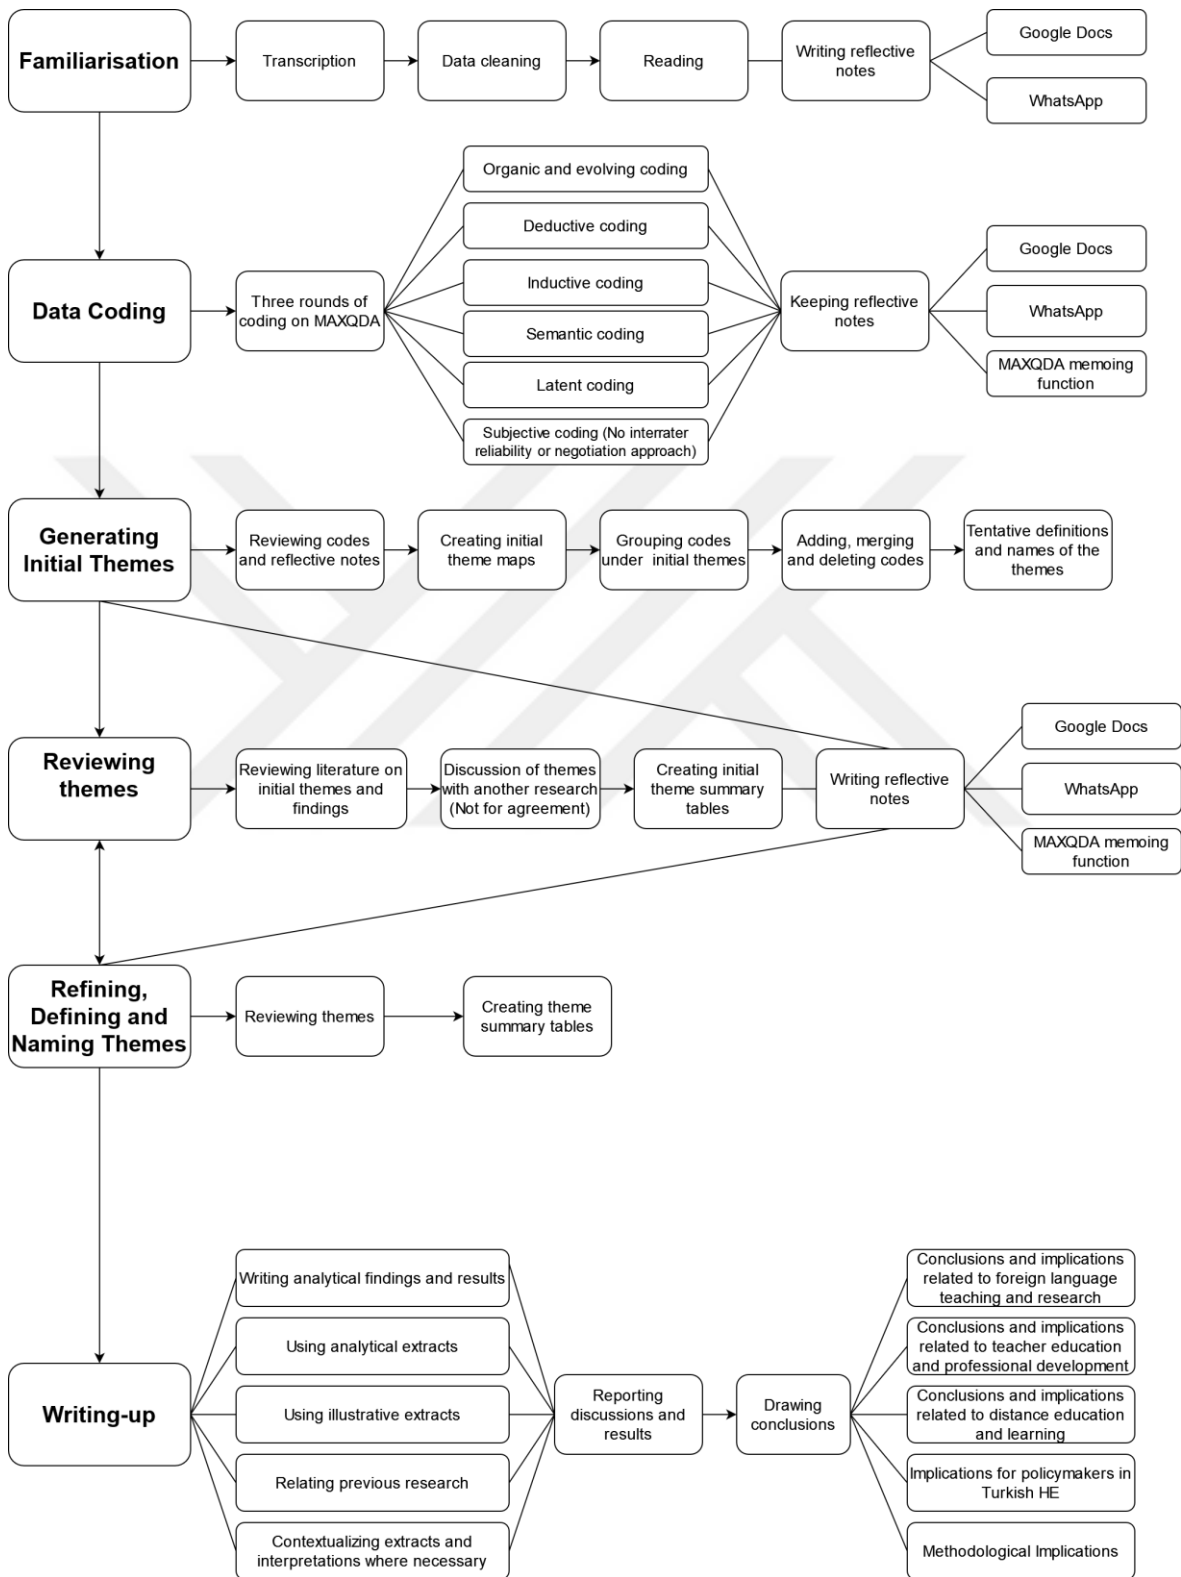 Familiarisation
Transcription
Data cleaning
Reading
Writing reflective
notes
Google Docs
WhatsApp
Data Coding
Three rounds of
coding on MAXQDA
Organic and evolving coding
Deductive coding
Inductive coding
Semantic coding
Latent coding
Subjective coding (No interrater
reliability or negotiation approach)
Keeping reflective
notes
Google Docs
WhatsApp
MAXQDA memoing
function
Generating
Initial Themes
Reviewing codes
and reflective notes
Creating initial
theme maps
Grouping codes
under initial themes
Adding, merging
and deleting codes
Tentative definitions
and names of the
themes
Reviewing
themes
Reviewing literature on
initial themes and
findings
Discussion of themes
with another research
(Not for agreement)
Creating initial
theme summary
tables
Writing reflective
notes
Google Docs
WhatsApp
MAXQDA memoing
function
Refining,
Defining and
Naming Themes
Reviewing themes
Creating theme
summary tables
Writing-up
Writing analytical findings and results
Using analytical extracts
Using illustrative extracts
Relating previous research
Contextualizing extracts and
interpretations where necessary
Reporting
discussions and
results
Drawing
conclusions
Conclusions and implications
related to foreign language
teaching and research
Conclusions and implications
related to teacher education
and professional development
Conclusions and implications
related to distance education
and learning
Implications for policymakers in
Turkish HE
Methodological Implications